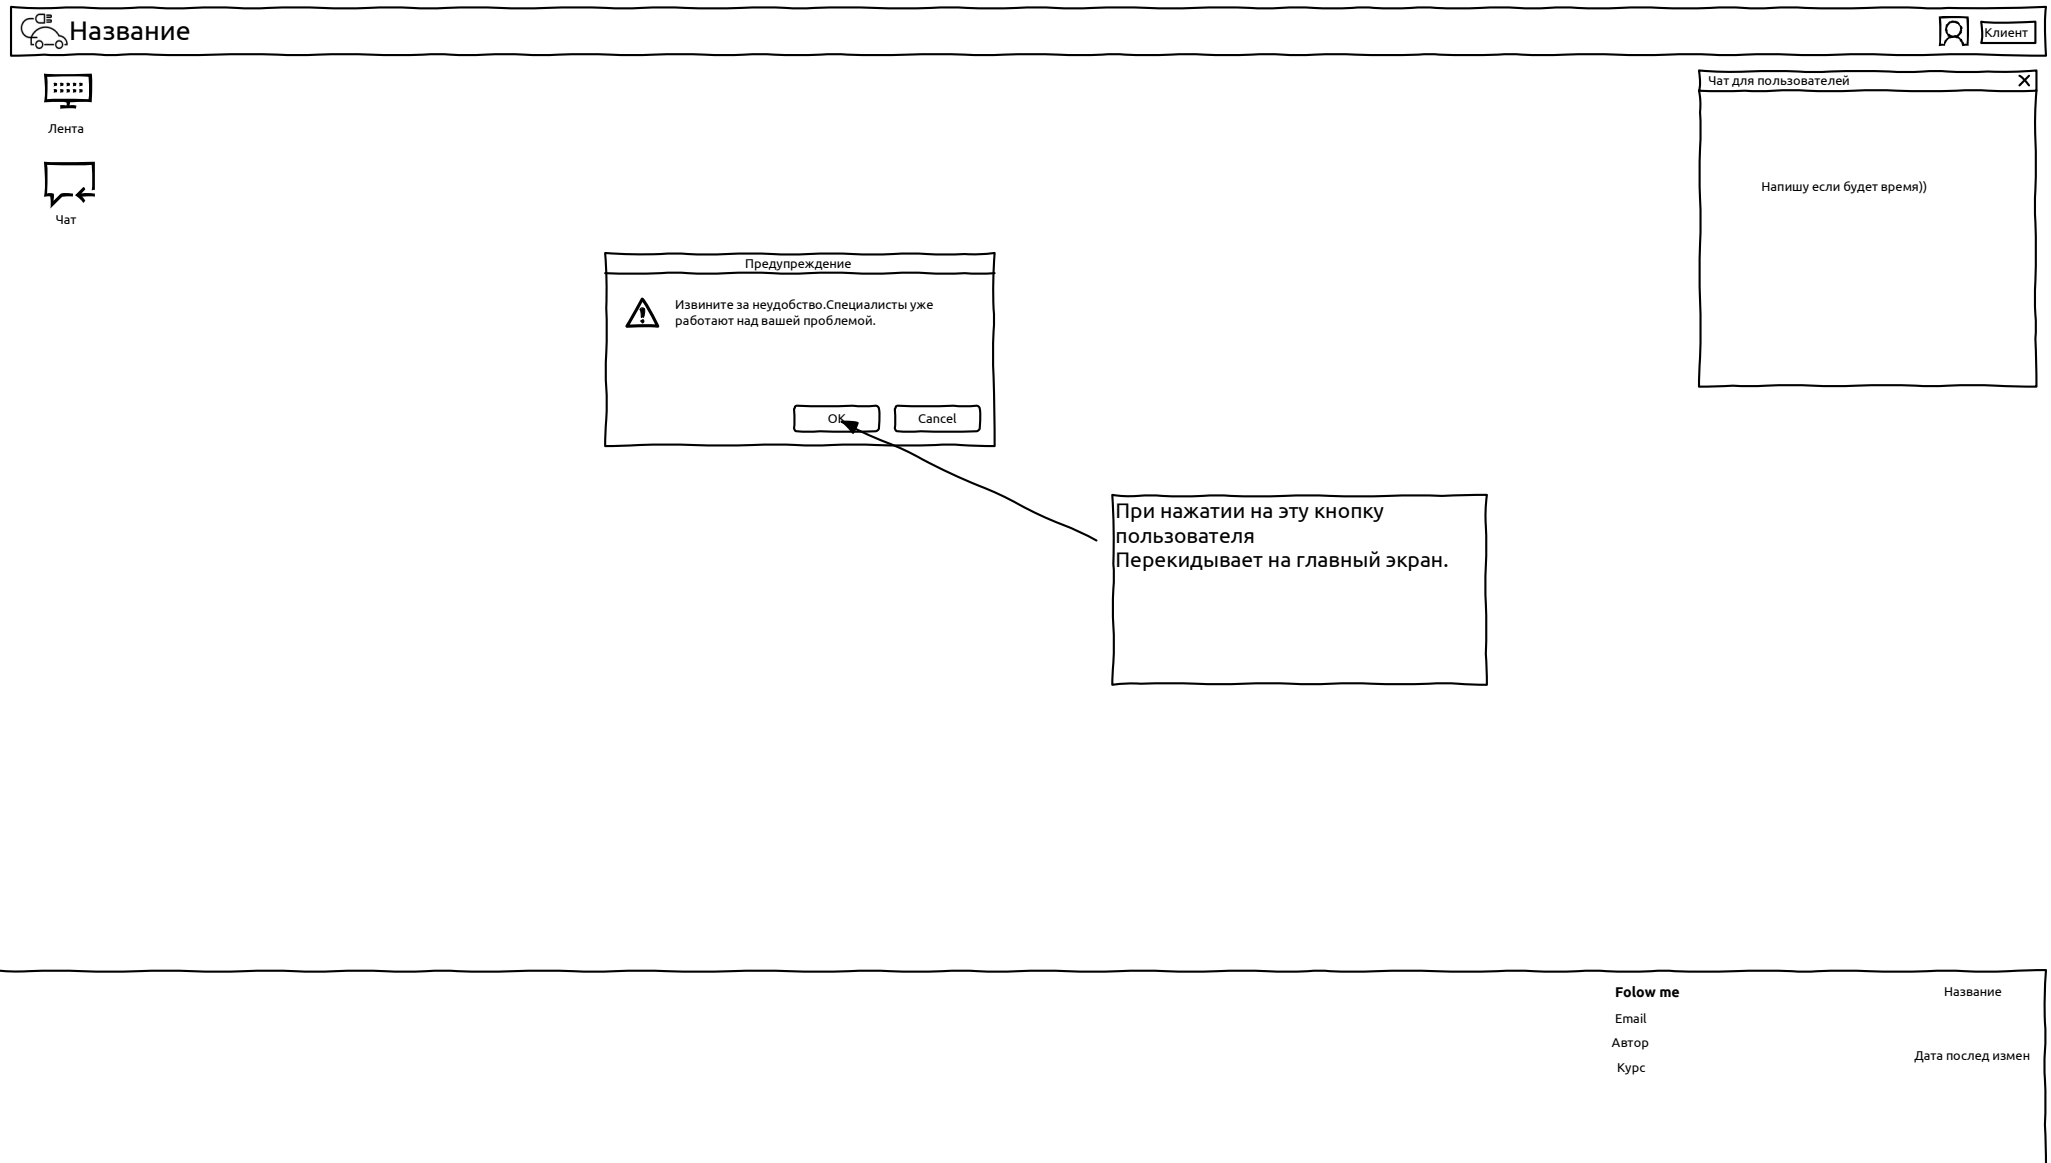 Название
Клиент
Лента
Чат
Чат для пользователей
Напишу если будет время))
Предупреждение
Извините за неудобство.Специалисты уже
работают над вашей проблемой.
OK
Cancel
При нажатии на эту кнопку
пользователя
Перекидывает на главный экран.
Folow me
Email
Автор
Курс
Название
Дата послед измен